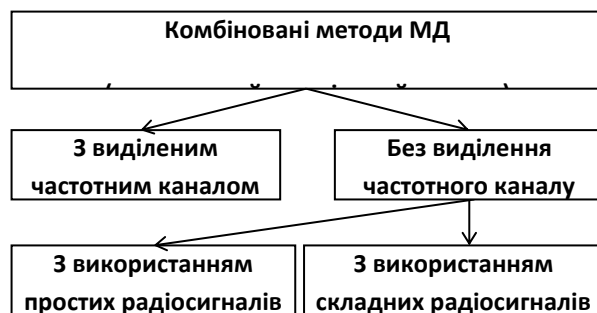 Комбіновані методи МД
З виділеним
частотним каналом
Без виділення
частотного каналу
З використанням
простих радіосигналів
З використанням
складних радіосигналів